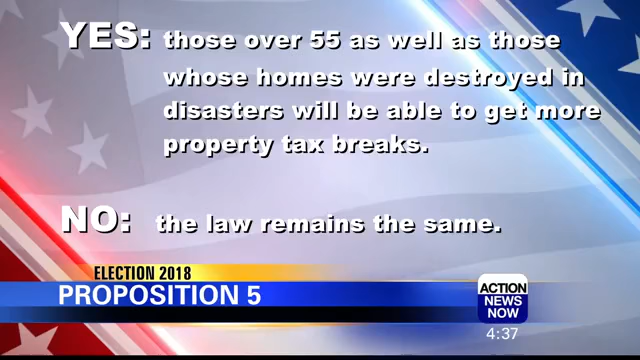 YES: those over 55 as well as those
whose homes were destroyed in
disasters will be able to get more
property tax breaks.
NO: the law remains the same.
ELECTION 2018
PROPOSITION 5
ACTION
NEWS
NOW
4:37